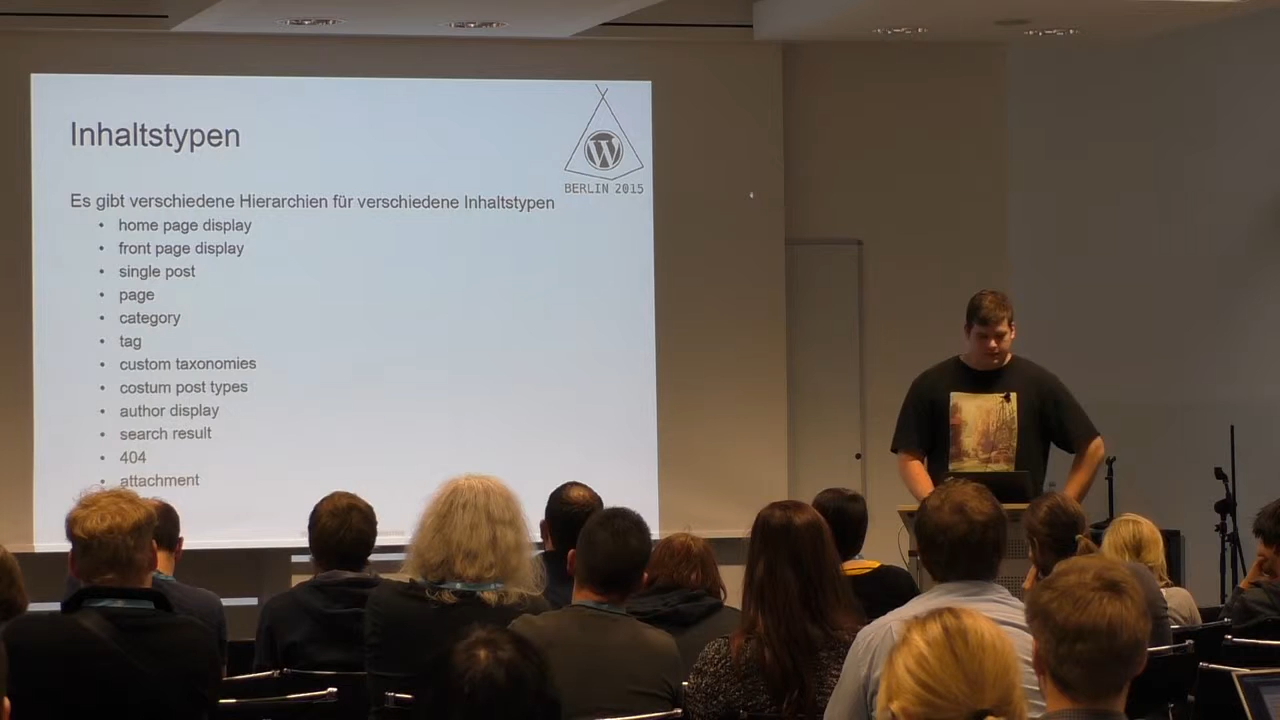 Inhaltstypen
W
BERLIN 2015
Es gibt verschiedene Hierarchien für verschiedene Inhaltstypen
• home page display
• front page display
• single post
• page
• category
• tag
• custom taxonomies
• costum post types
• author display
• search result
• 404
• attachment